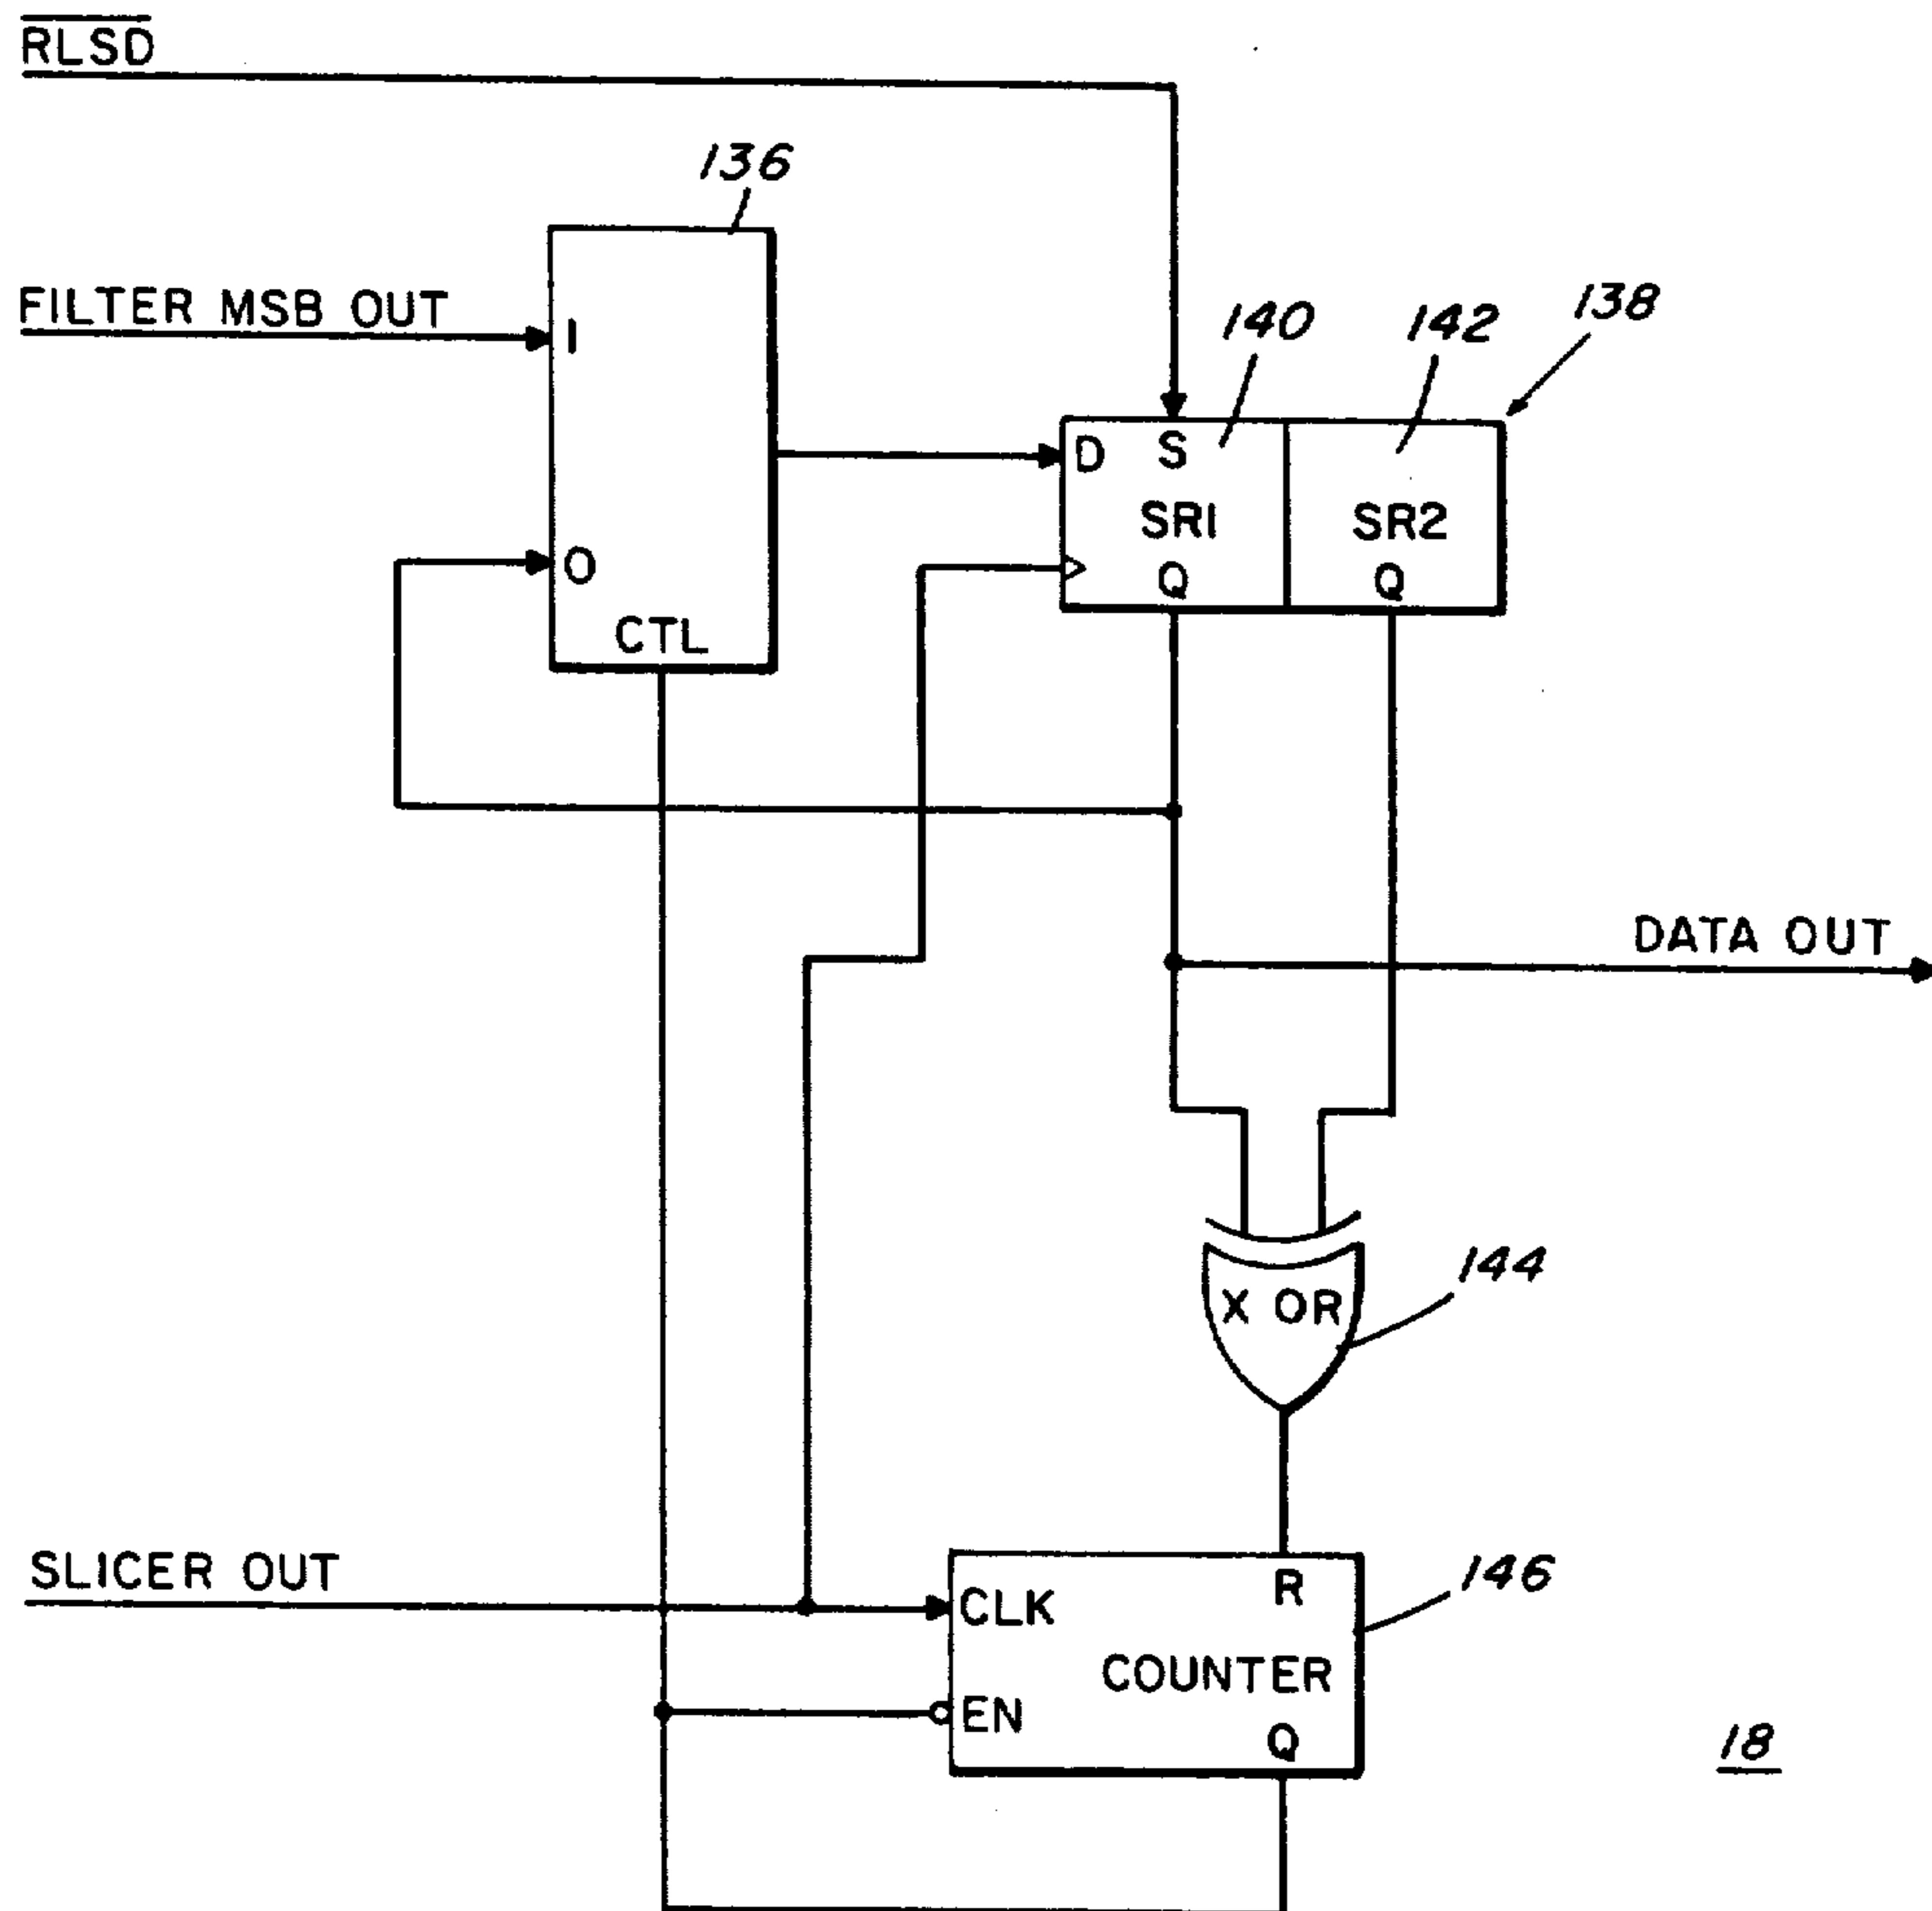 RLSD
136
FILTER MSB OUT
I
140
142
138
D
S
SR1
SR2
O
Q
Q
CTL
DATA OUT
X OR
144
SLICER OUT
CLK
R
146
COUNTER
EN
Q
18